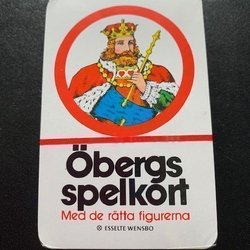 Öbergs
spelkort
Med de rätta figurerna
® ESSELTE WENSBO